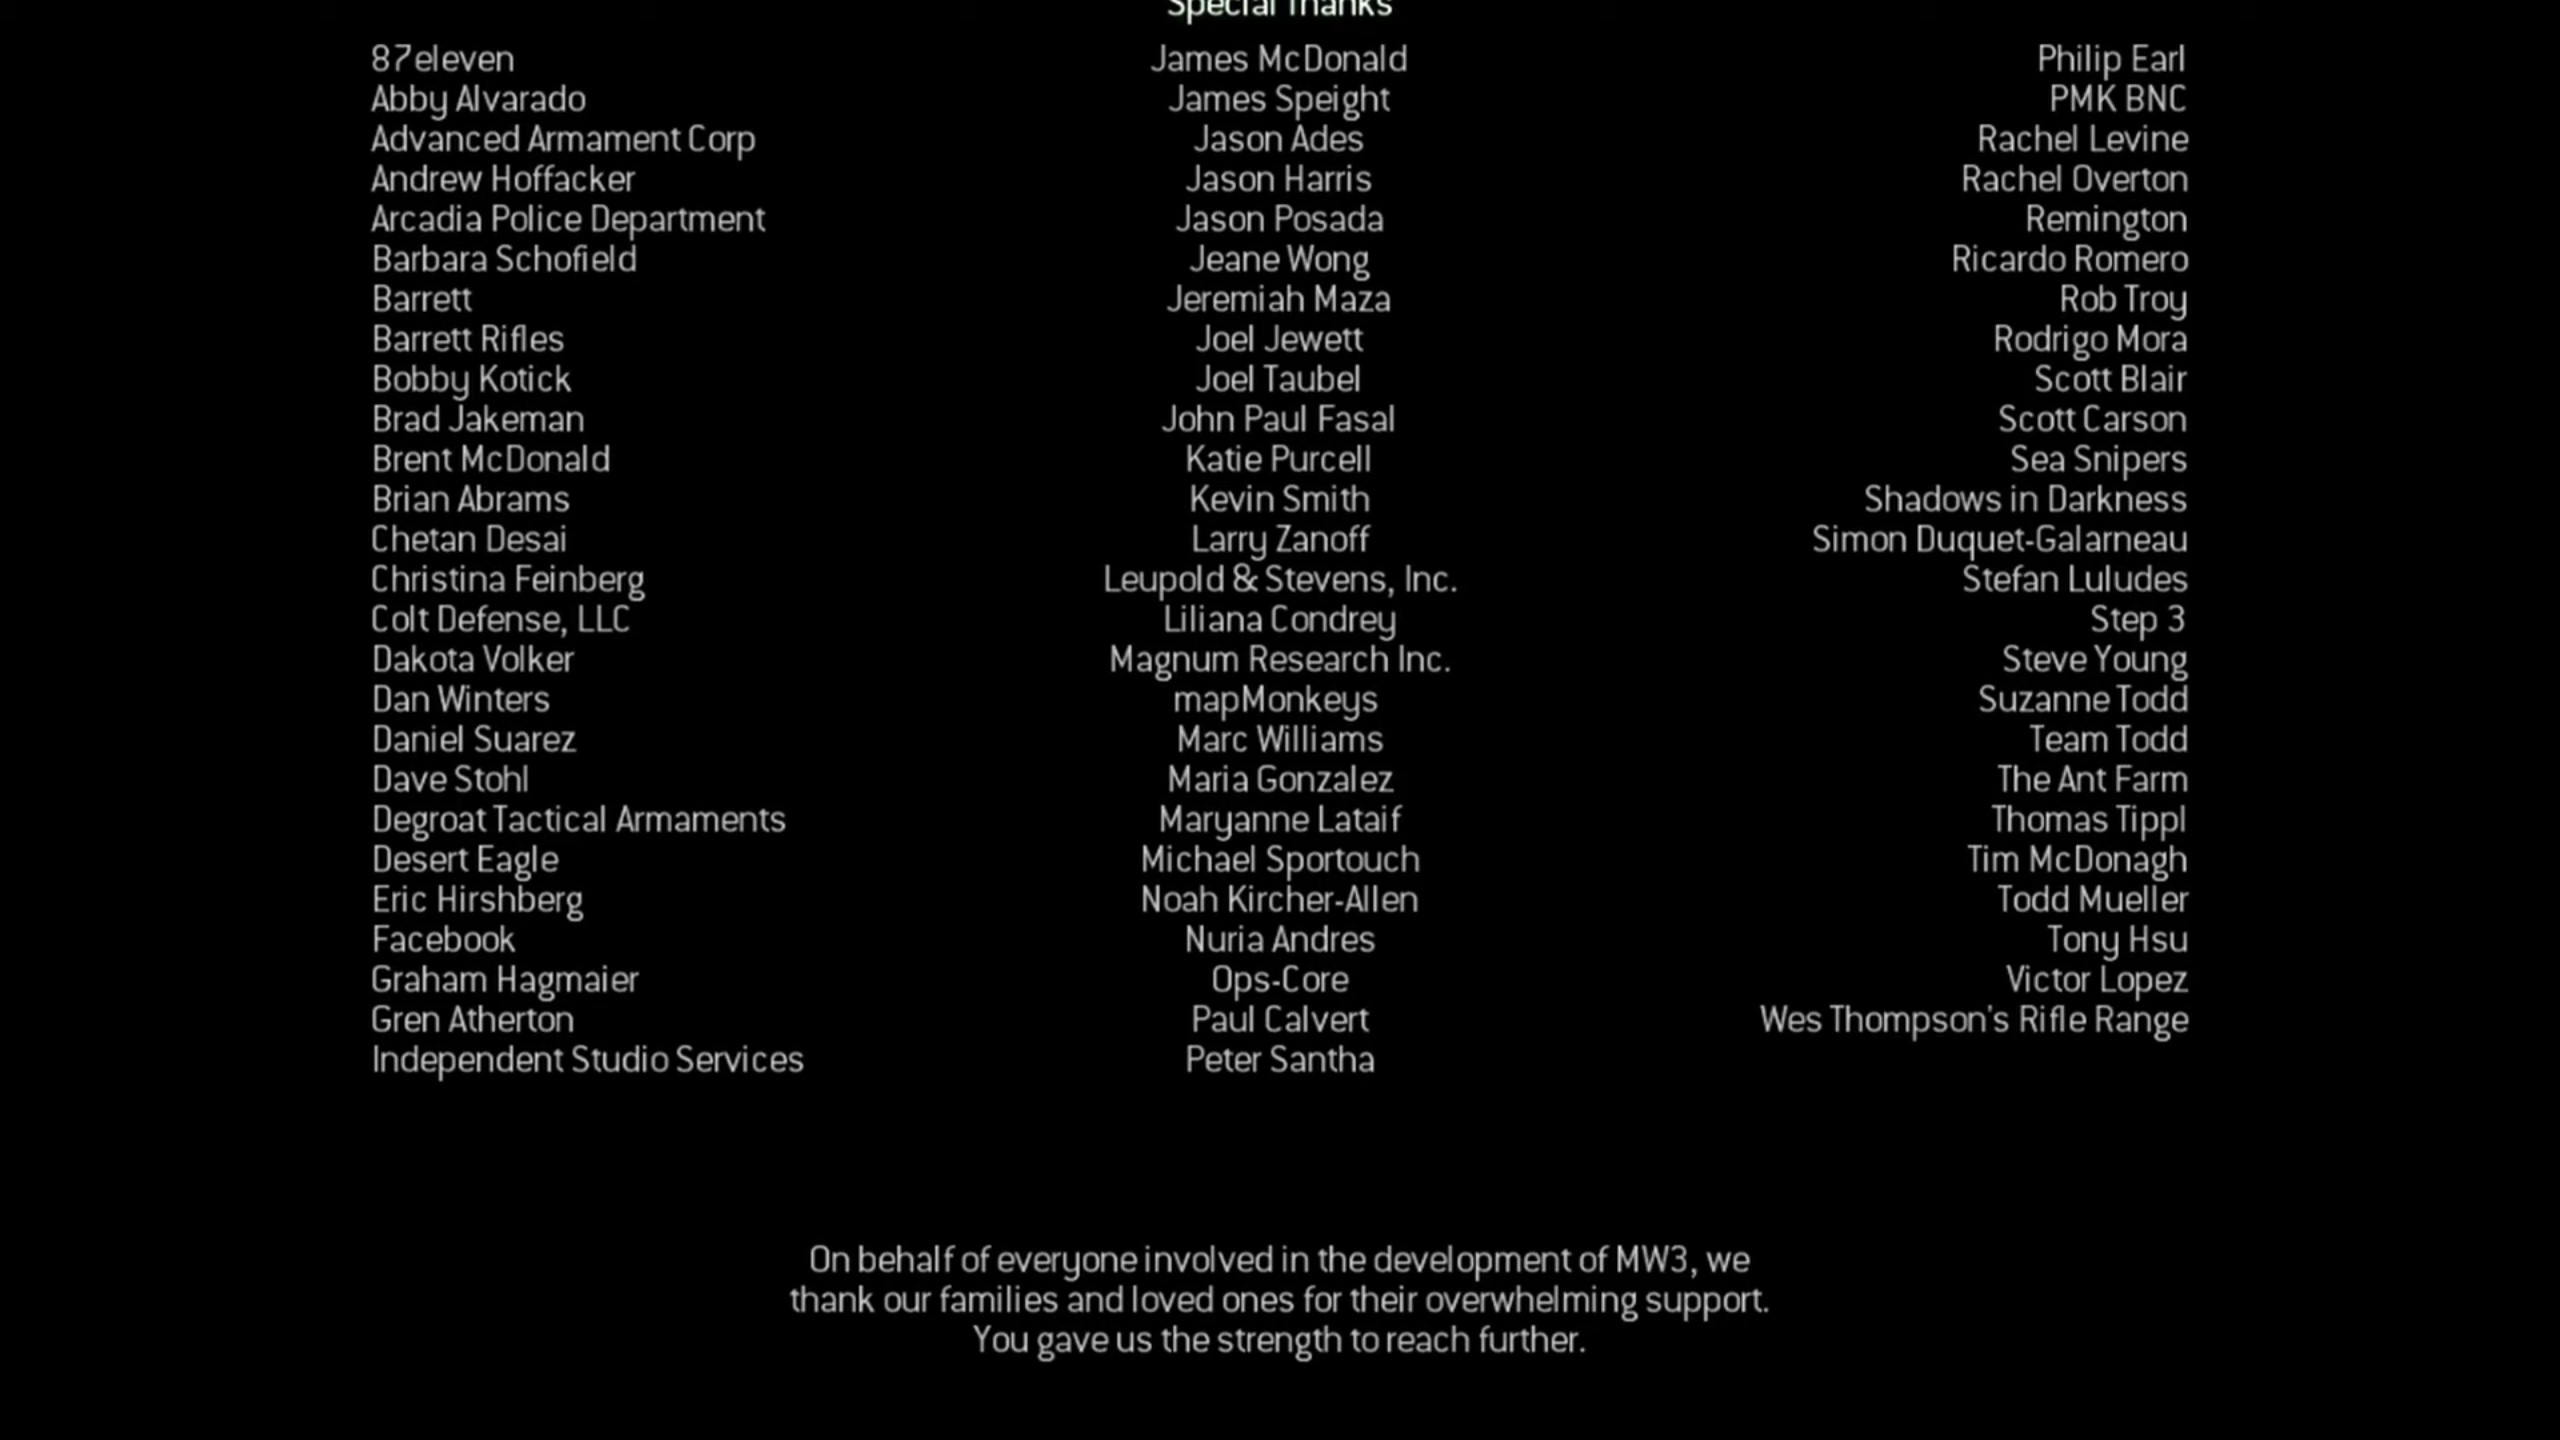 Special Thanks
87eleven
Abby Alvarado
Advanced Armament Corp
Andrew Hoffacker
Arcadia Police Department
Barbara Schofield
Barrett
Barrett Rifles
Bobby Kotick
Brad Jakeman
Brent McDonald
Brian Abrams
Chetan Desai
Christina Feinberg
Colt Defense, LLC
Dakota Volker
Dan Winters
Daniel Suarez
Dave Stohl
Degroat Tactical Armaments
Desert Eagle
Eric Hirshberg
Facebook
Graham Hagmaier
Gren Atherton
Independent Studio Services
James McDonald
James Speight
Jason Ades
Jason Harris
Jason Posada
Jeane Wong
Jeremiah Maza
Joel Jewett
Joel Taubel
John Paul Fasal
Katie Purcell
Kevin Smith
Larry Zanoff
Leupold & Stevens, Inc.
Liliana Condrey
Magnum Research Inc.
mapMonkeys
Marc Williams
Maria Gonzalez
Maryanne Lataif
Michael Sportouch
Noah Kircher-Allen
Nuria Andres
Ops-Core
Paul Calvert
Peter Santha
Philip Earl
PMK BNC
Rachel Levine
Rachel Overton
Remington
Ricardo Romero
Rob Troy
Rodrigo Mora
Scott Blair
Scott Carson
Sea Snipers
Shadows in Darkness
Simon Duquet-Galarneau
Stefan Luludes
Step 3
Steve Young
Suzanne Todd
Team Todd
The Ant Farm
Thomas Tippl
Tim McDonagh
Todd Mueller
Tony Hsu
Victor Lopez
Wes Thompson's Rifle Range
On behalf of everyone involved in the development of MW3, we
thank our families and loved ones for their overwhelming support.
You gave us the strength to reach further.